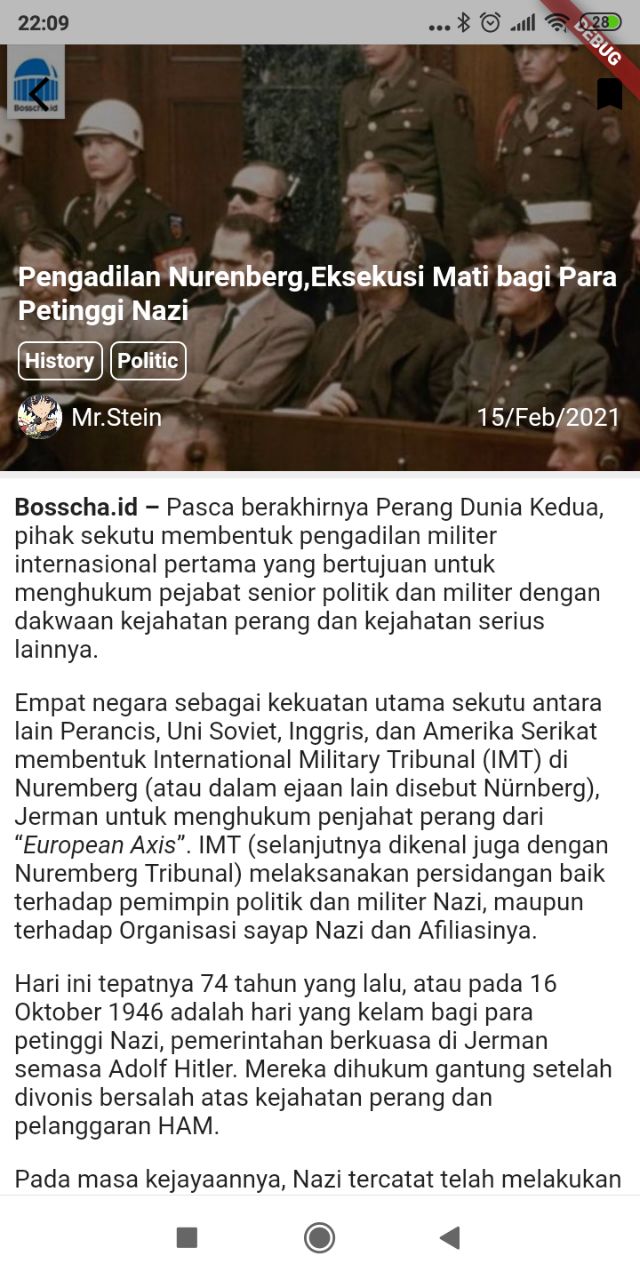 22:09
28
DEBUG
Bosscha.id
Pengadilan Nurenberg,Eksekusi Mati bagi Para
Petinggi Nazi
History Politic
Mr.Stein 15/Feb/2021
Bosscha.id – Pasca berakhirnya Perang Dunia Kedua,
pihak sekutu membentuk pengadilan militer
internasional pertama yang bertujuan untuk
menghukum pejabat senior politik dan militer dengan
dakwaan kejahatan perang dan kejahatan serius
lainnya.
Empat negara sebagai kekuatan utama sekutu antara
lain Perancis, Uni Soviet, Inggris, dan Amerika Serikat
membentuk International Military Tribunal (IMT) di
Nuremberg (atau dalam ejaan lain disebut Nürnberg),
Jerman untuk menghukum penjahat perang dari
“European Axis”. IMT (selanjutnya dikenal juga dengan
Nuremberg Tribunal) melaksanakan persidangan baik
terhadap pemimpin politik dan militer Nazi, maupun
terhadap Organisasi sayap Nazi dan Afiliasinya.
Hari ini tepatnya 74 tahun yang lalu, atau pada 16
Oktober 1946 adalah hari yang kelam bagi para
petinggi Nazi, pemerintahan berkuasa di Jerman
semasa Adolf Hitler. Mereka dihukum gantung setelah
divonis bersalah atas kejahatan perang dan
pelanggaran HAM.
Pada masa kejayaannya, Nazi tercatat telah melakukan